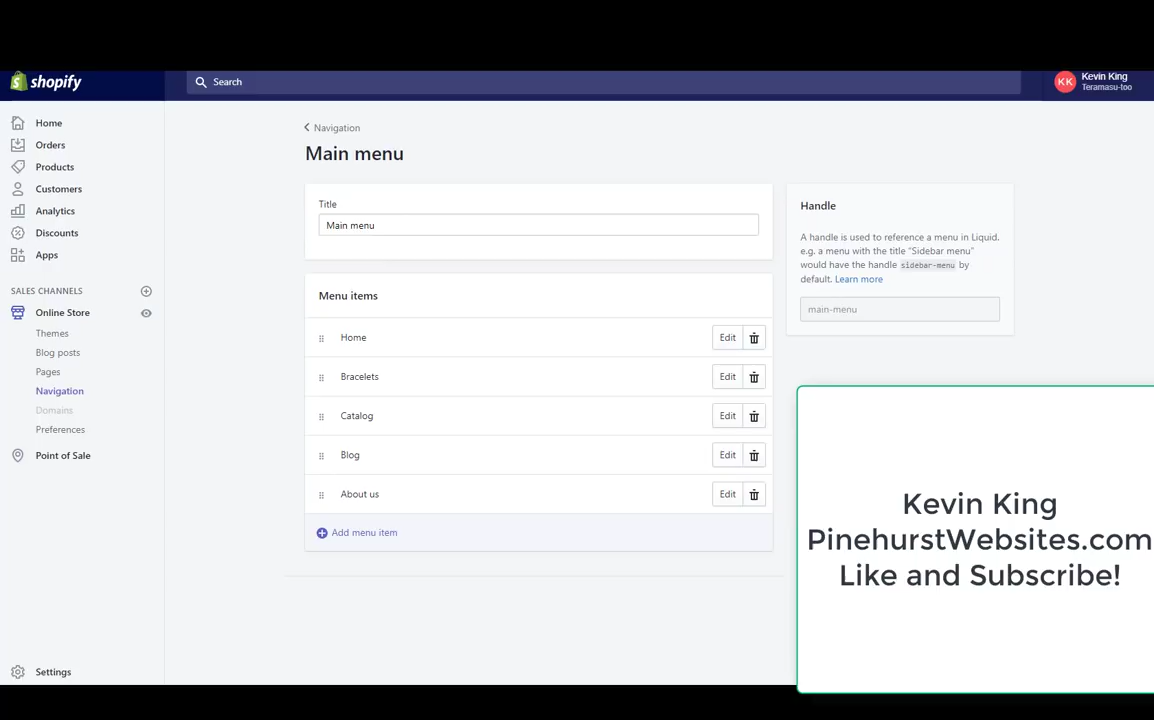 shopify
Search
KK
Kevin King
Teramasu-too
Home
Orders
Products
Customers
Analytics
Discounts
Apps
SALES CHANNELS
Online Store
Themes
Blog posts
Pages
Navigation
Domains
Preferences
Point of Sale
Settings
Navigation
Main menu
Title
Main menu
Menu items
Home Edit
Bracelets Edit
Catalog Edit
Blog Edit
About us Edit
Add menu item
Handle
A handle is used to reference a menu in Liquid.
e.g. a menu with the title “Sidebar menu”
would have the handle sidebar-menu by
default. Learn more
main-menu
Kevin King
PinehurstWebsites.com
Like and Subscribe!